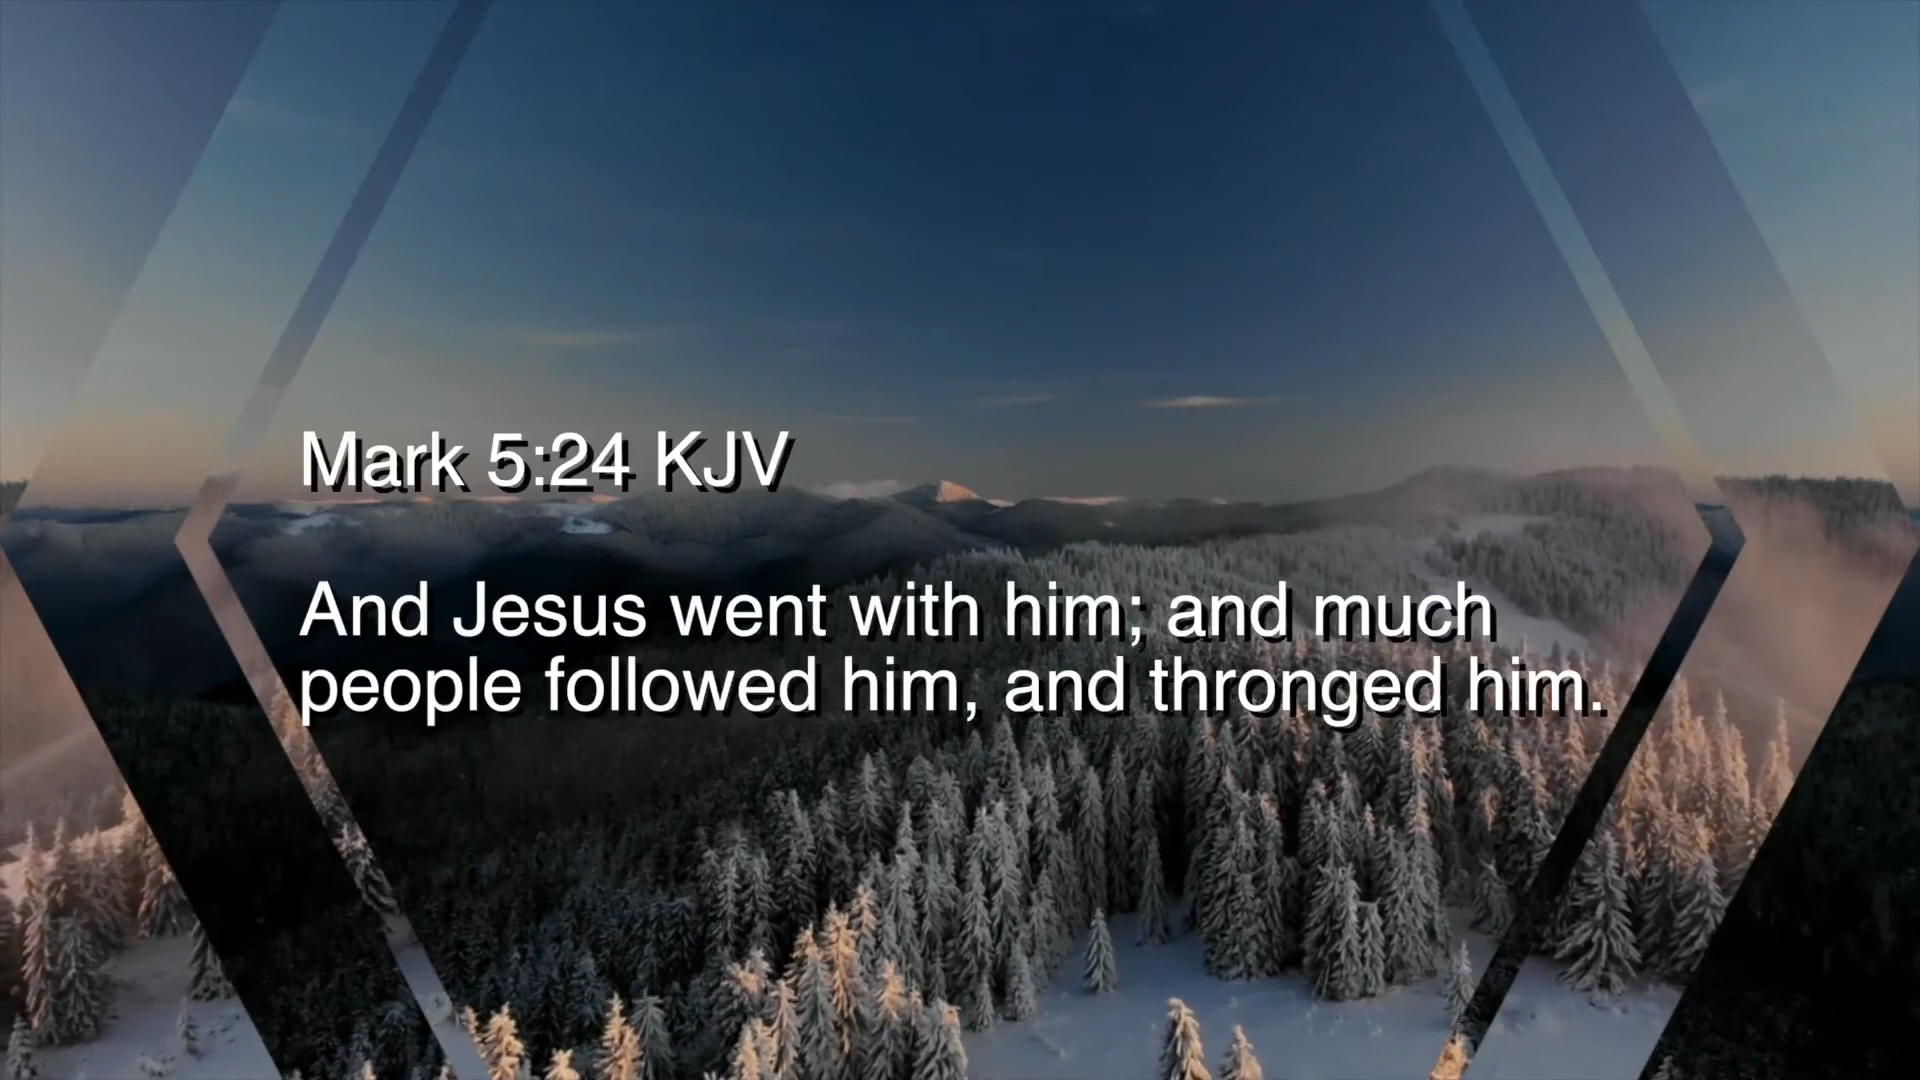 Mark 5:24 KJV
And Jesus went with him; and much
people followed him, and thronged him.